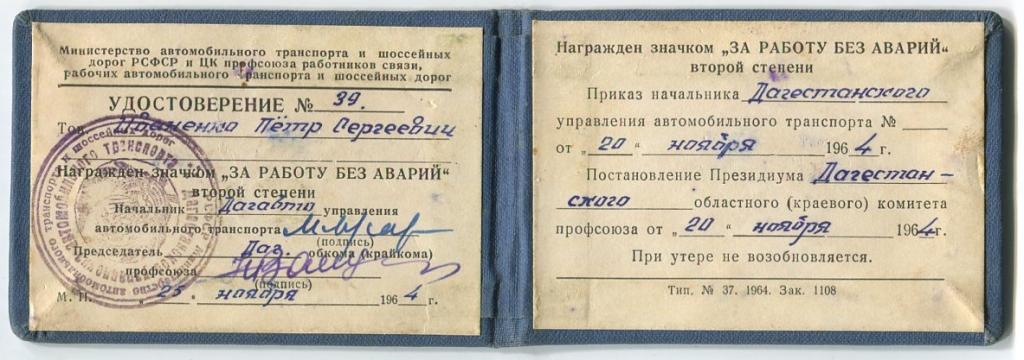 Министерство автомобильного транспорта и шоссейных
дорог РСФСР и ЦК профсоюза работников связи,
рабочих автомобильного транспорта и шоссейных дорог
УДОСТОВЕРЕНИЕ № 39.
Тов. Пётр Сергеевич
Награжден значком „ЗА РАБОТУ БЕЗ АВАРИЙ"
второй степени
Начальник Дагавто управления
автомобильного транспорта
(подпись)
Председатель Даг. обкома (крайкома)
профсоюза
(подпись)
М. П. „25" ноября 1964 г.
Награжден значком „ЗА РАБОТУ БЕЗ АВАРИЙ"
второй степени
Приказ начальника Дагестанского
управления автомобильного транспорта №
от „20" ноября 1964 г.
Постановление Президиума Дагестан-
ского областного (краевого) комитета
профсоюза от „20" ноября 1964 г.
При утере не возобновляется.
Тип. № 37. 1964. Зак. 1108